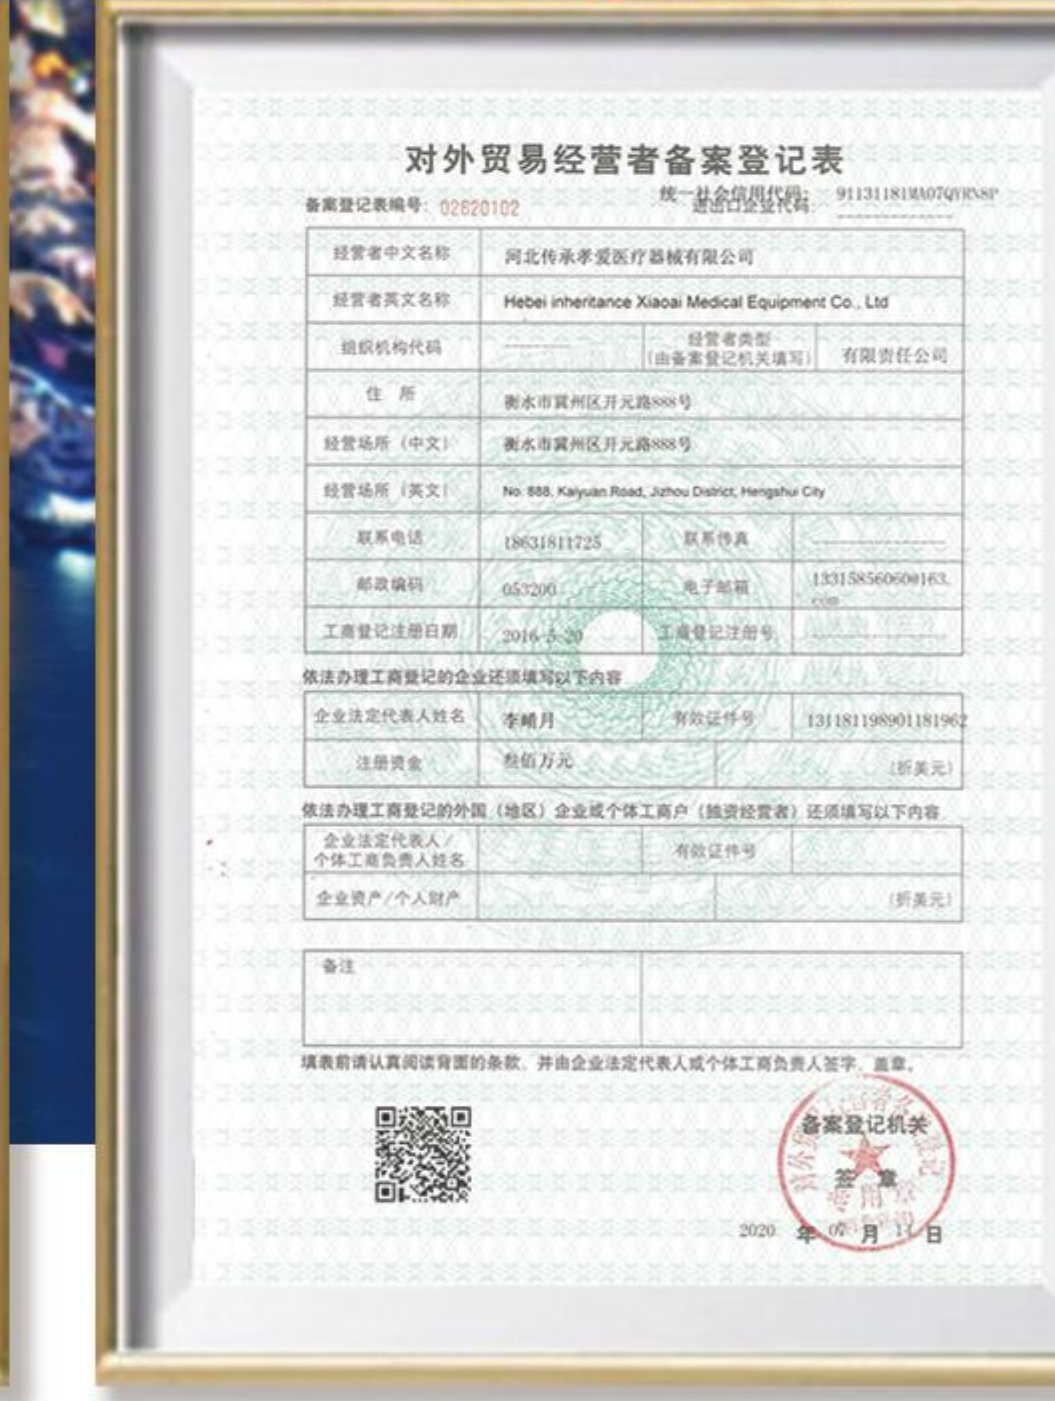 对外贸易经营者备案登记表
统一社会信用代码: 91131181MA07QYRN8P
备案登记表编号: 02820102 进出口企业代码:
经营者中文名称 河北传承孝爱医疗器械有限公司
经营者英文名称 Hebei inheritance Xiaoai Medical Equipment Co., Ltd
组织机构代码 经营者类型 (由备案登记机关填写) 有限责任公司
住 所 衡水市冀州区开元路888号
经营场所（中文） 衡水市冀州区开元路888号
经营场所（英文） No. 888, Kaiyuan Road, Jizhou District, Hengshui City
联系电话 18631811725 联系传真
邮政编码 053200 电子邮箱 13315856060@163.
com
工商登记注册日期 2016-5-20 工商登记注册号
依法办理工商登记的企业还须填写以下内容
企业法定代表人姓名 李 月 有效证件号 131181198901181962
注册资金 叁佰万元 (折美元)
依法办理工商登记的外国（地区）企业或个体工商户（独资经营者）还须填写以下内容
企业法定代表人/
个体工商负责人姓名 有效证件号
企业资产/个人财产 (折美元)
备注
填表前请认真阅读背面的条款，并由企业法定代表人或个体工商负责人签字、盖章。
备案登记机关
签 章
专用章
2020 年 07 月 14 日